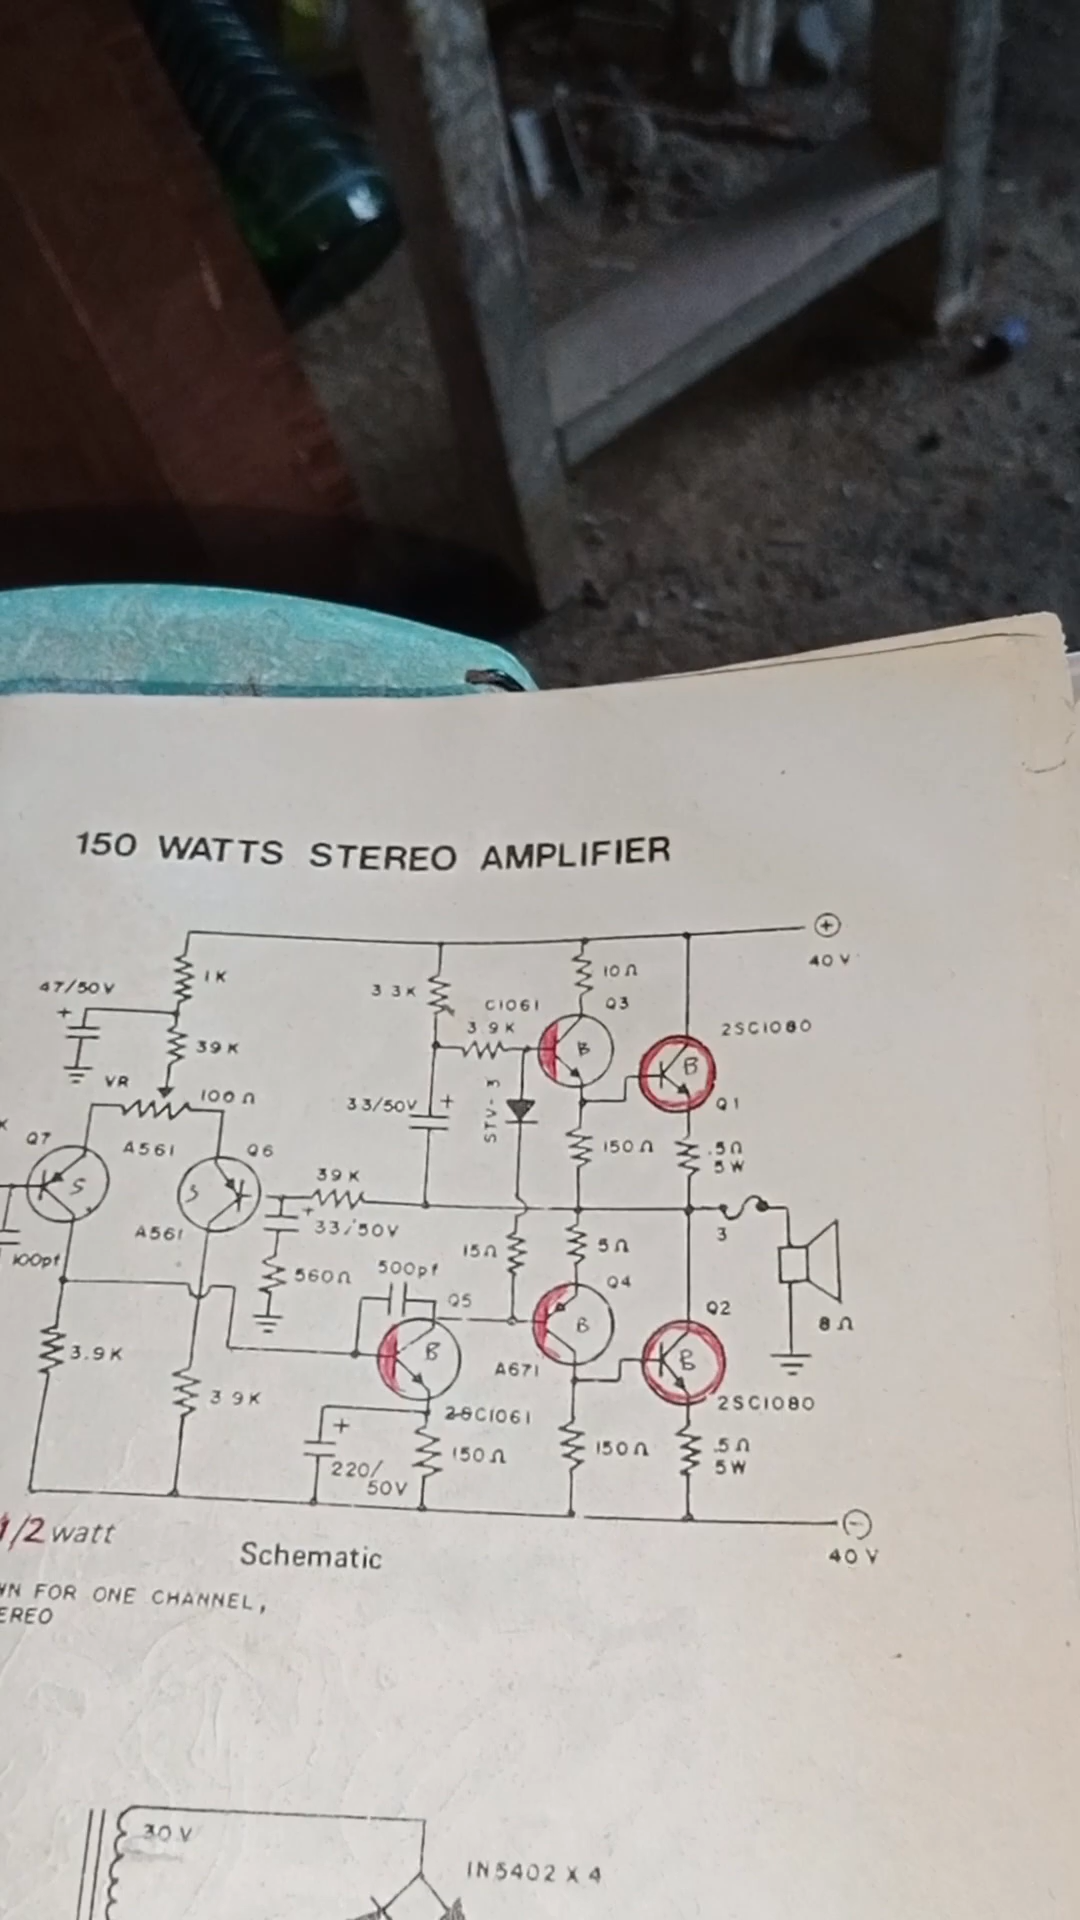 150 WATTS STEREO AMPLIFIER
+
40 V
1K
47/50V
+
39K
VR
100Ω
Q7
A561
Q6
S
S
A561
100pf
3.9K
3 9K
3 3K
C1061
3 9K
10Ω
Q3
B
2SC1080
B
Q1
33/50V +
STV-3
150Ω
.5Ω
5W
39K
+
33/50V
560Ω
15Ω
5Ω
3
8Ω
500pf
Q5
B
Q4
B
A671
Q2
B
2SC1080
2SC1061
+
220/
50V
150Ω
150Ω
.5Ω
5W
−
40 V
1/2 watt
Schematic
WN FOR ONE CHANNEL,
EREO
30 V
IN5402 X 4